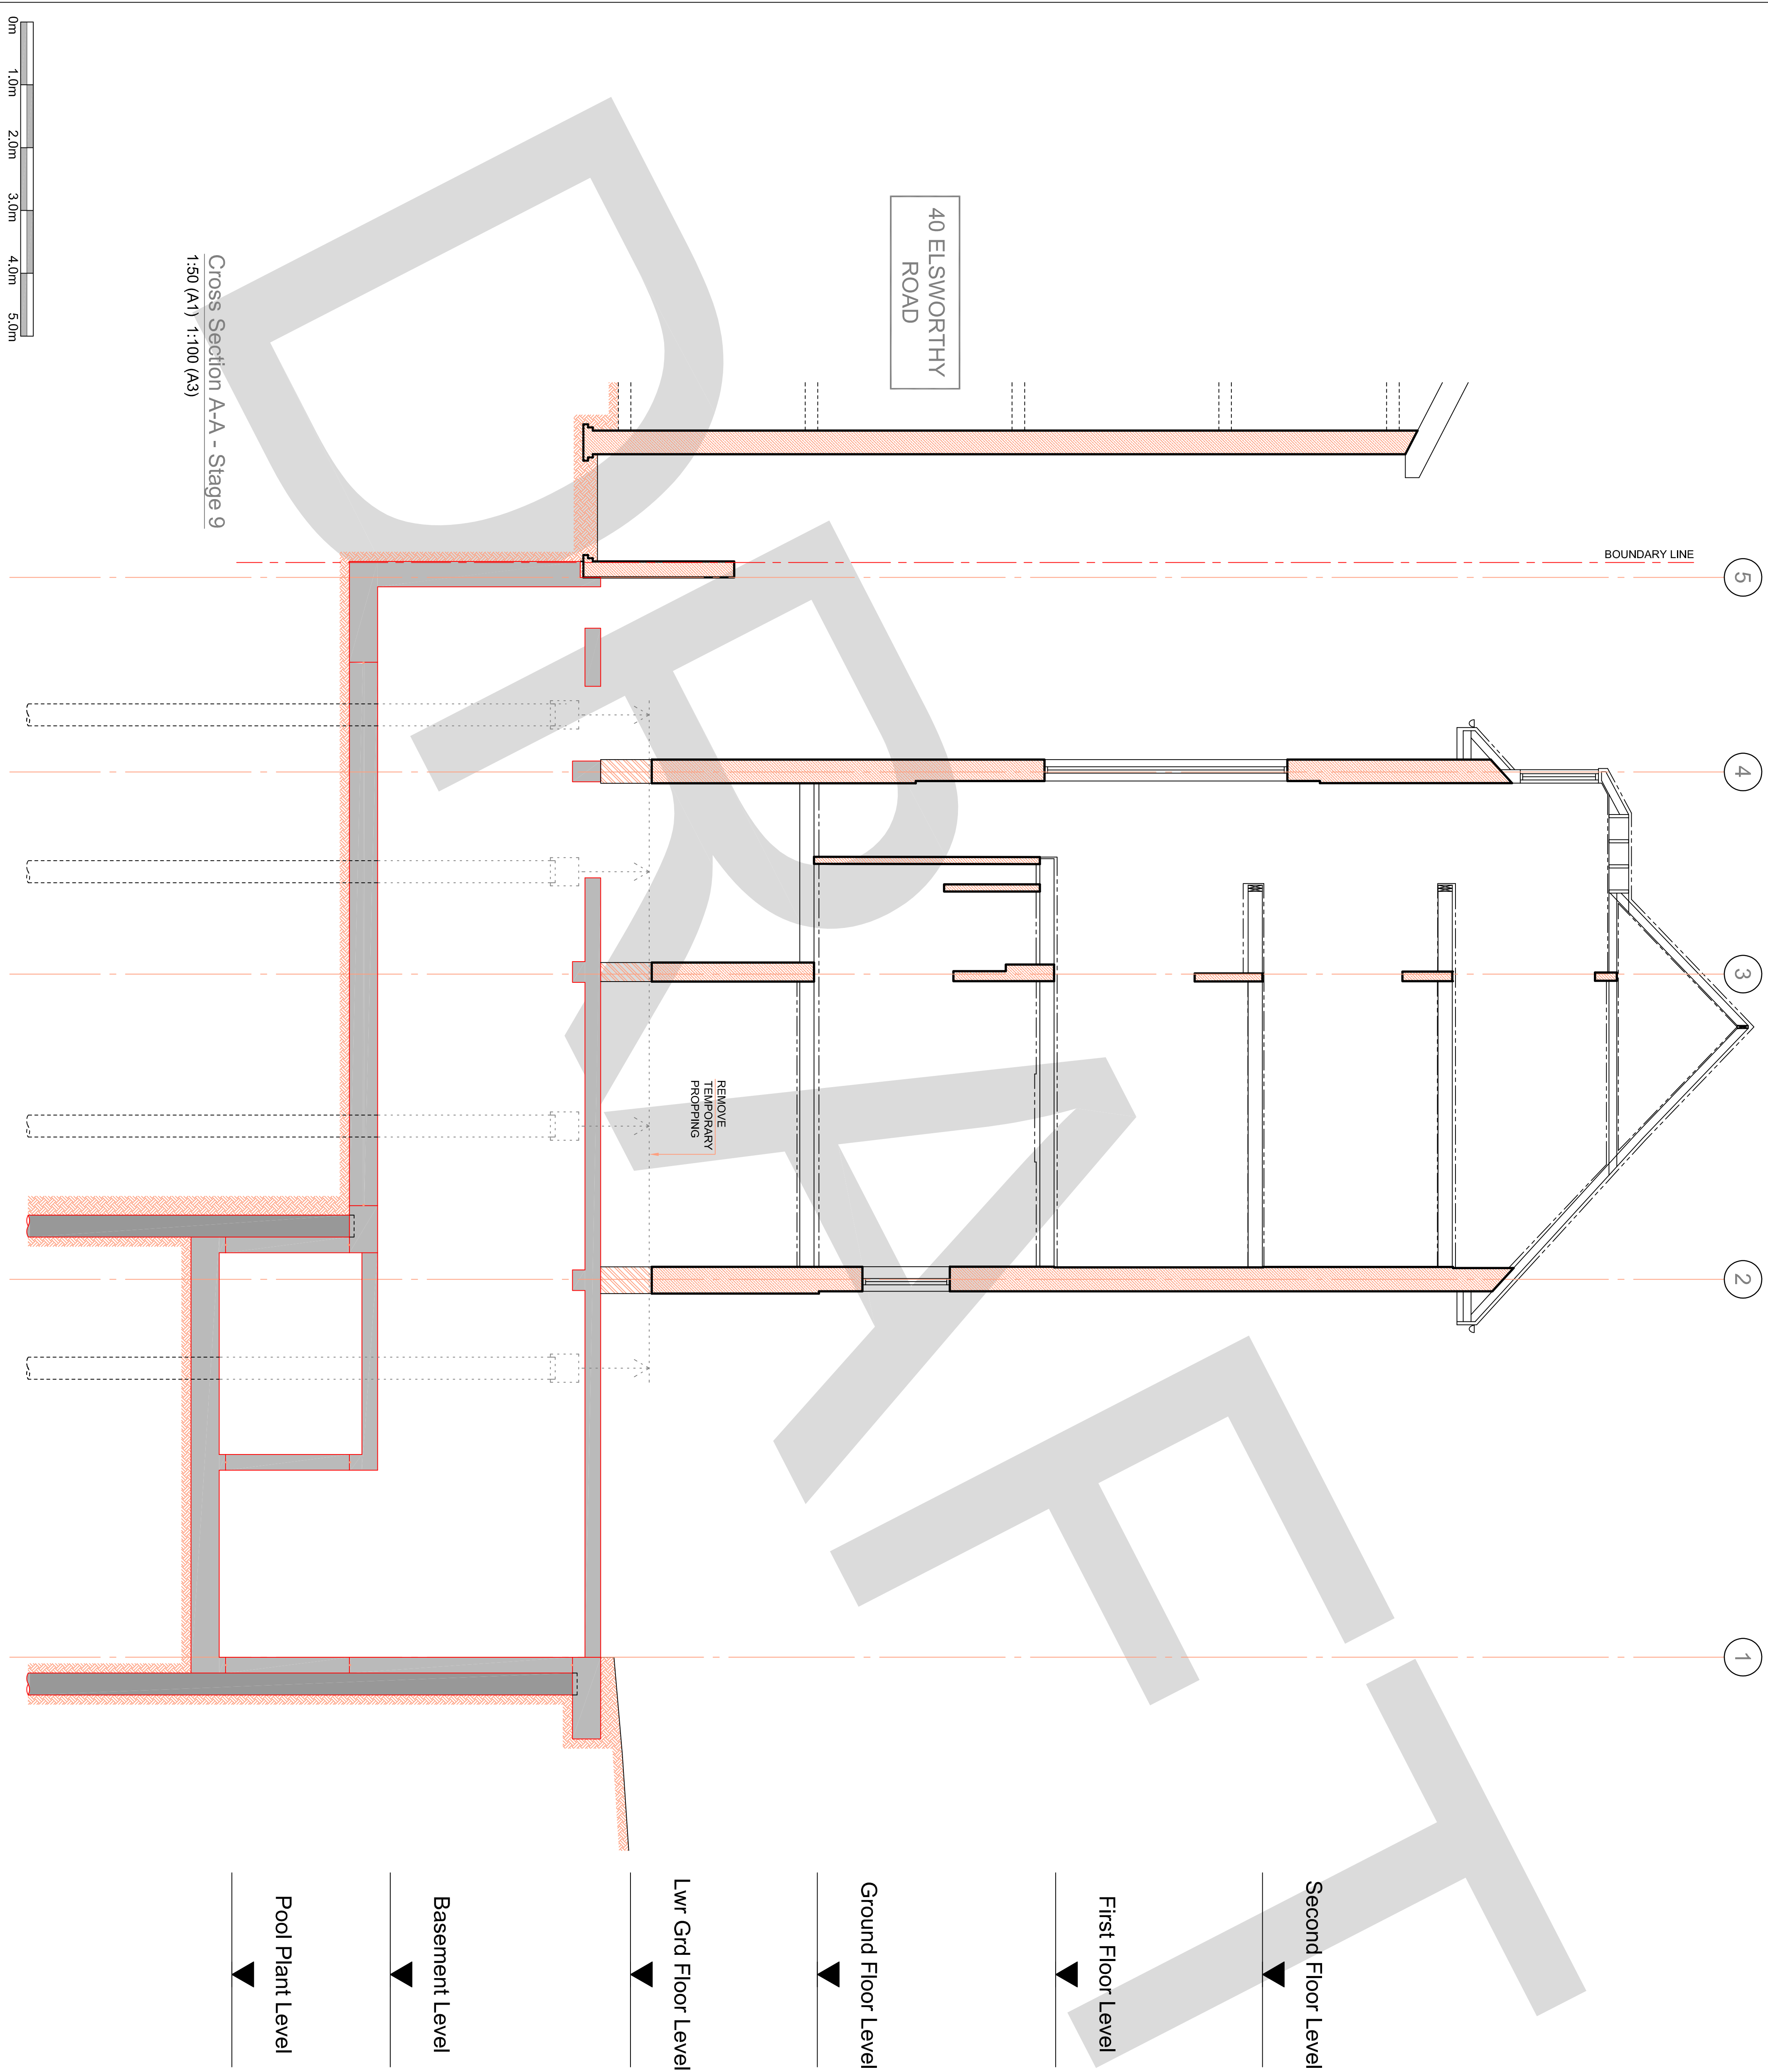 5
4
3
2
1
BOUNDARY LINE
40 ELSWORTHY
ROAD
REMOVE
TEMPORARY
PROPPING
Second Floor Level
First Floor Level
Ground Floor Level
Lwr Grd Floor Level
Basement Level
Pool Plant Level
Cross Section A-A - Stage 9
1:50 (A1) 1:100 (A3)
0m 1.0m 2.0m 3.0m 4.0m 5.0m
DRAFT